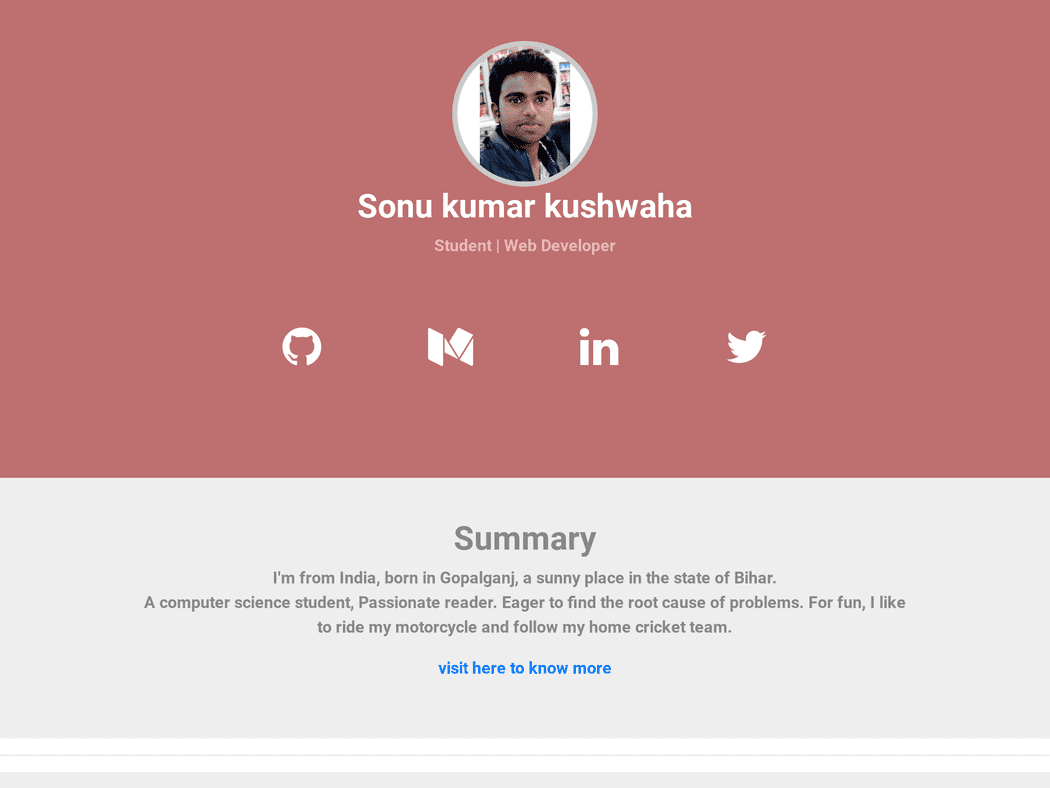 Sonu kumar kushwaha
Student | Web Developer
in
Summary
I'm from India, born in Gopalganj, a sunny place in the state of Bihar.
A computer science student, Passionate reader. Eager to find the root cause of problems. For fun, I like
to ride my motorcycle and follow my home cricket team.
visit here to know more